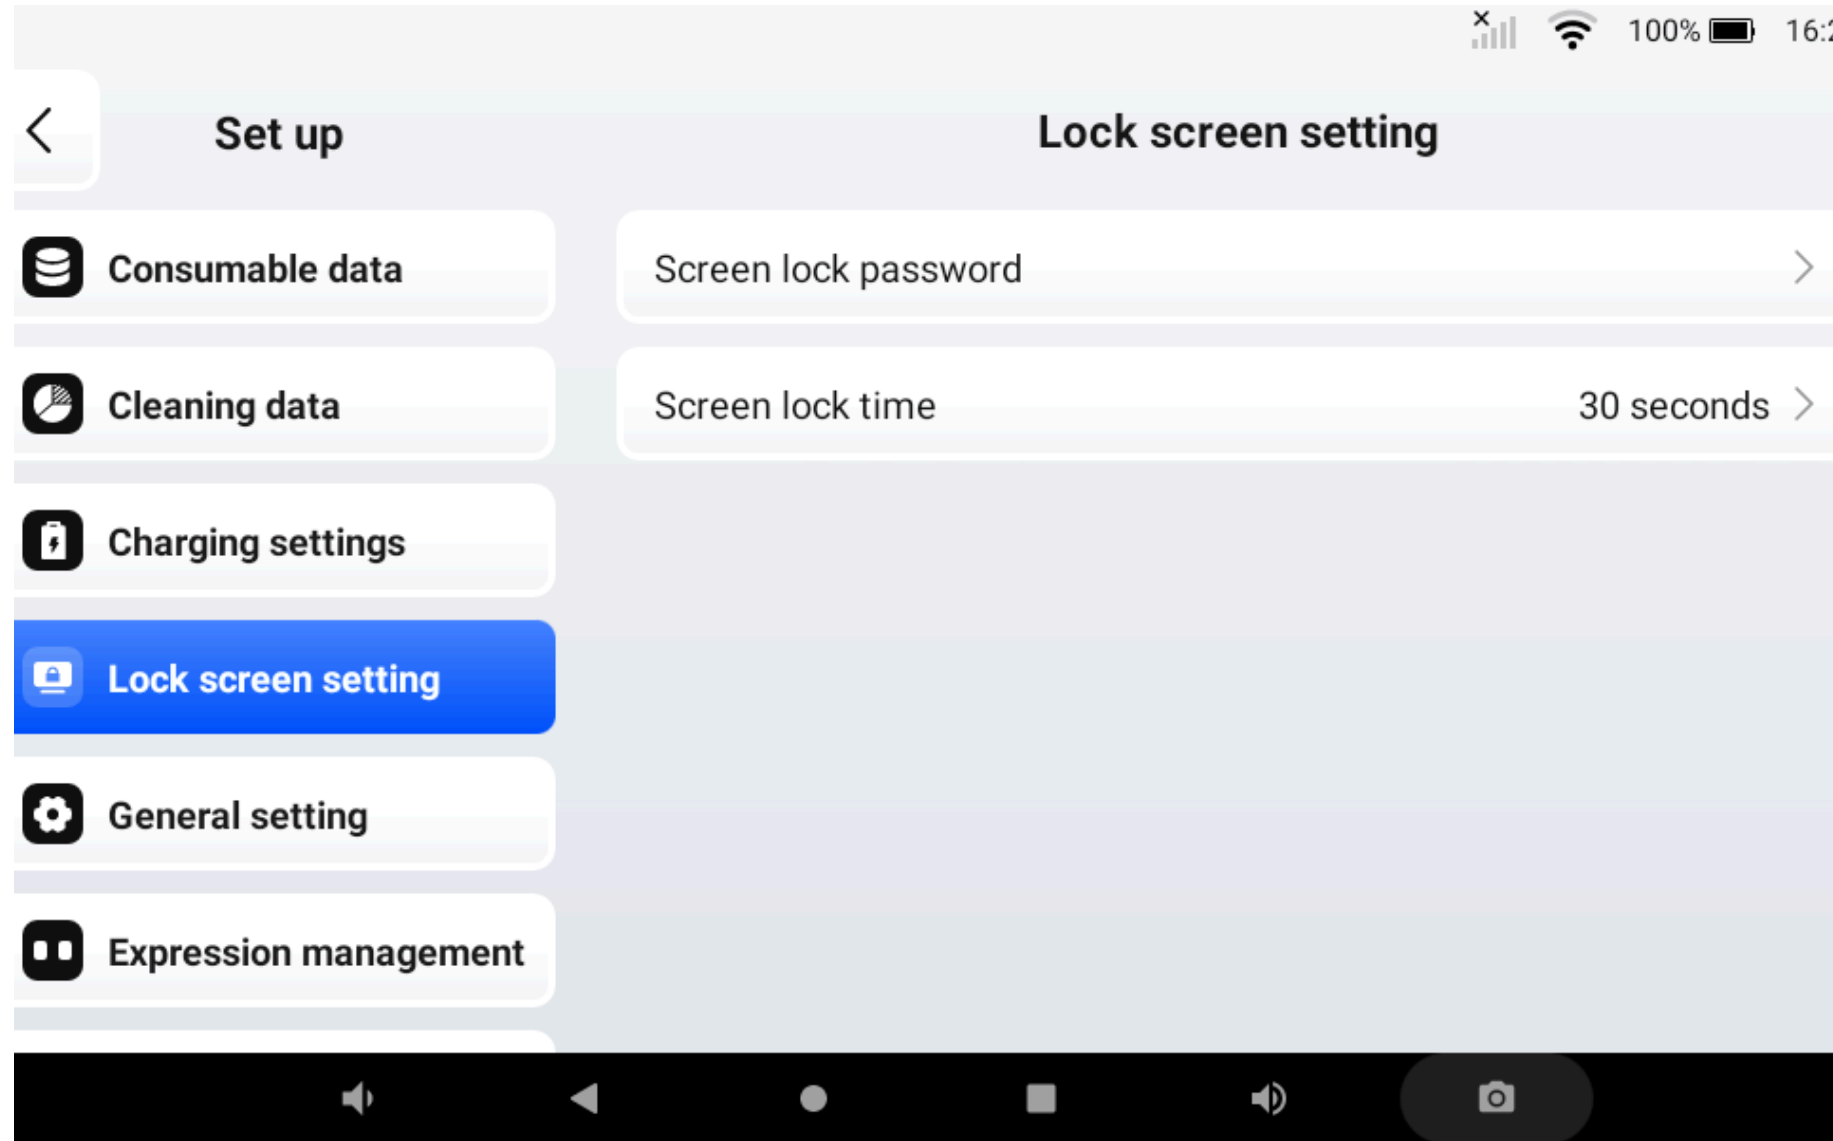 100%
Set up
Lock screen setting
Consumable data
Screen lock password
Cleaning data
Screen lock time
30 seconds
Charging settings
Lock screen setting
General setting
Expression management